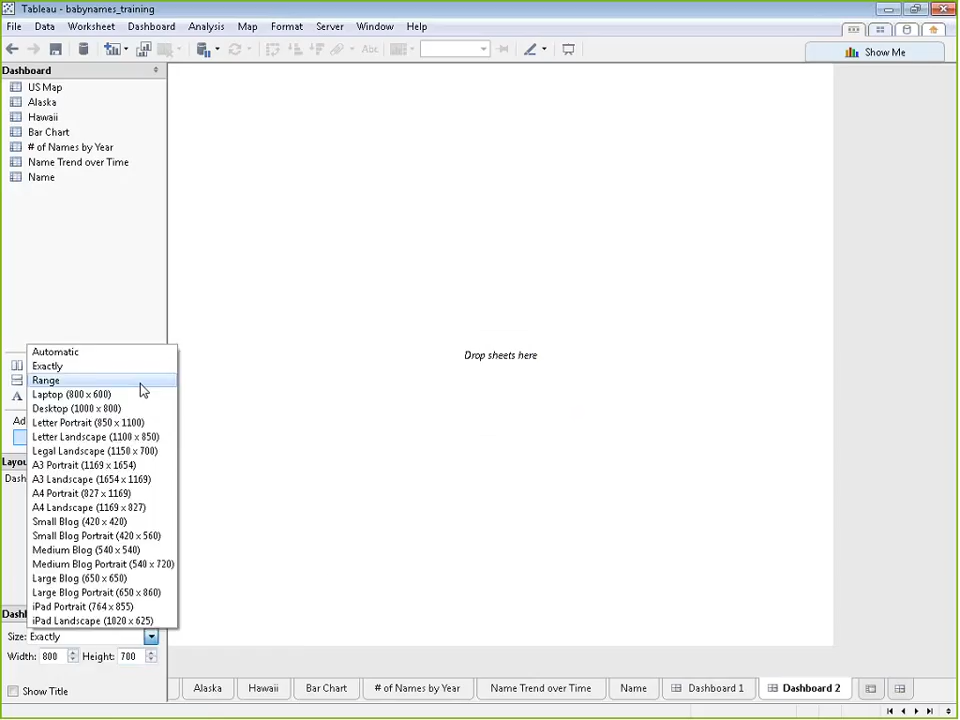 Tableau - babynames_training
File Data Worksheet Dashboard Analysis Map Format Server Window Help
Abc
Show Me
Dashboard
US Map
Alaska
Hawaii
Bar Chart
# of Names by Year
Name Trend over Time
Name
Drop sheets here
Automatic
Exactly
Range
Laptop (800 x 600)
Desktop (1000 x 800)
A
Letter Portrait (850 x 1100)
Ad
Letter Landscape (1100 x 850)
Legal Landscape (1150 x 700)
Layou
A3 Portrait (1169 x 1654)
Dash
A3 Landscape (1654 x 1169)
A4 Portrait (827 x 1169)
A4 Landscape (1169 x 827)
Small Blog (420 x 420)
Small Blog Portrait (420 x 560)
Medium Blog (540 x 540)
Medium Blog Portrait (540 x 720)
Large Blog (650 x 650)
Large Blog Portrait (650 x 860)
iPad Portrait (764 x 855)
Dashl
iPad Landscape (1020 x 625)
Size: Exactly
Width: 800 Height: 700
Show Title
Alaska Hawaii Bar Chart # of Names by Year Name Trend over Time Name Dashboard 1 Dashboard 2